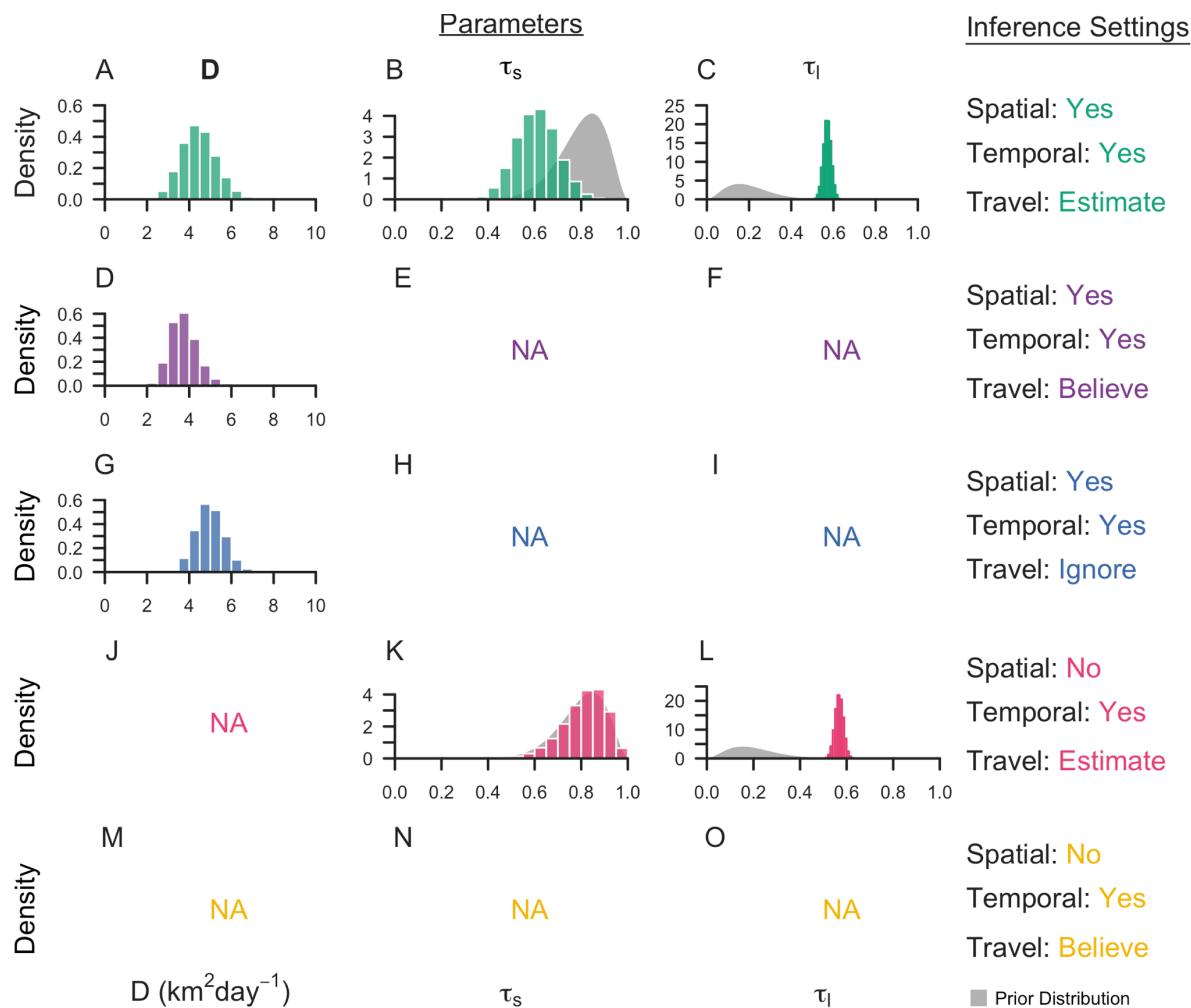 Parameters
Inference Settings
A D
B τs
C τl
Density
0.6
0.4
0.2
0.0
0 2 4 6 8 10
4
3
2
1
0
0.0 0.2 0.4 0.6 0.8 1.0
25
20
15
10
5
0
0.0 0.2 0.4 0.6 0.8 1.0
Spatial: Yes
Temporal: Yes
Travel: Estimate
D
E
F
Density
0.6
0.4
0.2
0.0
0 2 4 6 8 10
NA
NA
Spatial: Yes
Temporal: Yes
Travel: Believe
G
H
I
Density
0.6
0.4
0.2
0.0
0 2 4 6 8 10
NA
NA
Spatial: Yes
Temporal: Yes
Travel: Ignore
J
K
L
Density
NA
4
2
0
0.0 0.2 0.4 0.6 0.8 1.0
20
10
0
0.0 0.2 0.4 0.6 0.8 1.0
Spatial: No
Temporal: Yes
Travel: Estimate
M
N
O
Density
NA
NA
NA
Spatial: No
Temporal: Yes
Travel: Believe
D (km²day⁻¹)
τs
τl
Prior Distribution